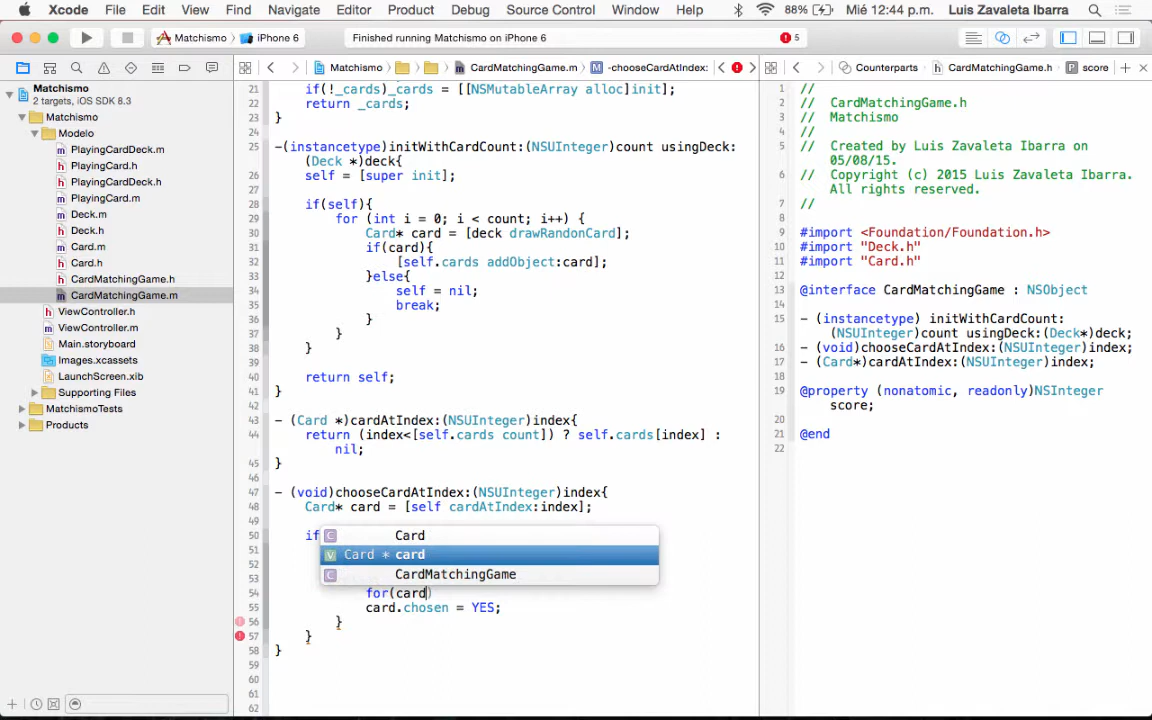 Xcode File Edit View Find Navigate Editor Product Debug Source Control Window Help 88% Mié 12:44 p.m. Luis Zavaleta Ibarra
Matchismo iPhone 6 Finished running Matchismo on iPhone 6 5
Matchismo CardMatchingGame.m M -chooseCardAtIndex: Counterparts CardMatchingGame.h P score
Matchismo
2 targets, iOS SDK 8.3
Matchismo
Modelo
PlayingCardDeck.m
PlayingCard.h
PlayingCardDeck.h
PlayingCard.m
Deck.m
Deck.h
Card.m
Card.h
CardMatchingGame.h
CardMatchingGame.m
ViewController.h
ViewController.m
Main.storyboard
Images.xcassets
LaunchScreen.xib
Supporting Files
MatchismoTests
Products
21 if(!_cards)_cards = [[NSMutableArray alloc]init];
22 return _cards;
23 }
24
25 -(instancetype)initWithCardCount:(NSUInteger)count usingDeck:
(Deck *)deck{
26 self = [super init];
27
28 if(self){
29 for (int i = 0; i < count; i++) {
30 Card* card = [deck drawRandonCard];
31 if(card){
32 [self.cards addObject:card];
33 }else{
34 self = nil;
35 break;
36 }
37 }
38 }
39
40 return self;
41 }
42
43 - (Card *)cardAtIndex:(NSUInteger)index{
44 return (index<[self.cards count]) ? self.cards[index] :
nil;
45 }
46
47 - (void)chooseCardAtIndex:(NSUInteger)index{
48 Card* card = [self cardAtIndex:index];
49
50 if
51
52
53
54 for(card)
55 card.chosen = YES;
56 }
57 }
58 }
59
60
61
62
C Card
V Card * card
C CardMatchingGame
1 //
2 // CardMatchingGame.h
3 // Matchismo
4 //
5 // Created by Luis Zavaleta Ibarra on
05/08/15.
6 // Copyright (c) 2015 Luis Zavaleta Ibarra.
All rights reserved.
7 //
8
9 #import <Foundation/Foundation.h>
10 #import "Deck.h"
11 #import "Card.h"
12
13 @interface CardMatchingGame : NSObject
14
15 - (instancetype) initWithCardCount:
(NSUInteger)count usingDeck:(Deck*)deck;
16 - (void)chooseCardAtIndex:(NSUInteger)index;
17 - (Card*)cardAtIndex:(NSUInteger)index;
18
19 @property (nonatomic, readonly)NSInteger
score;
20
21 @end
22